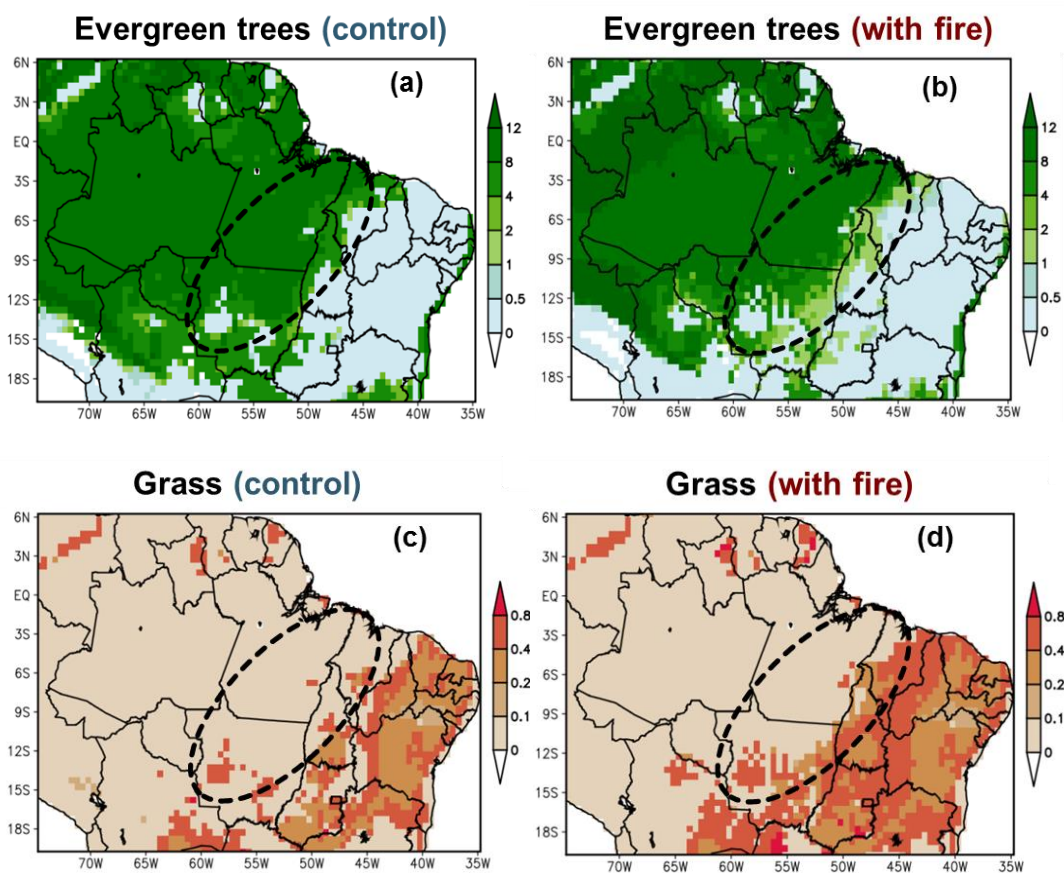 Evergreen trees (control)
Evergreen trees (with fire)
(a)
6N
3N
EQ
3S
6S
9S
12S
15S
18S
70W
65W
60W
55W
50W
45W
40W
35W
12
8
4
2
1
0.5
0
(b)
6N
3N
EQ
3S
6S
9S
12S
15S
18S
70W
65W
60W
55W
50W
45W
40W
35W
12
8
4
2
1
0.5
0
Grass (control)
Grass (with fire)
(c)
6N
3N
EQ
3S
6S
9S
12S
15S
18S
70W
65W
60W
55W
50W
45W
40W
35W
0.8
0.4
0.2
0.1
0
(d)
6N
3N
EQ
3S
6S
9S
12S
15S
18S
70W
65W
60W
55W
50W
45W
40W
35W
0.8
0.4
0.2
0.1
0